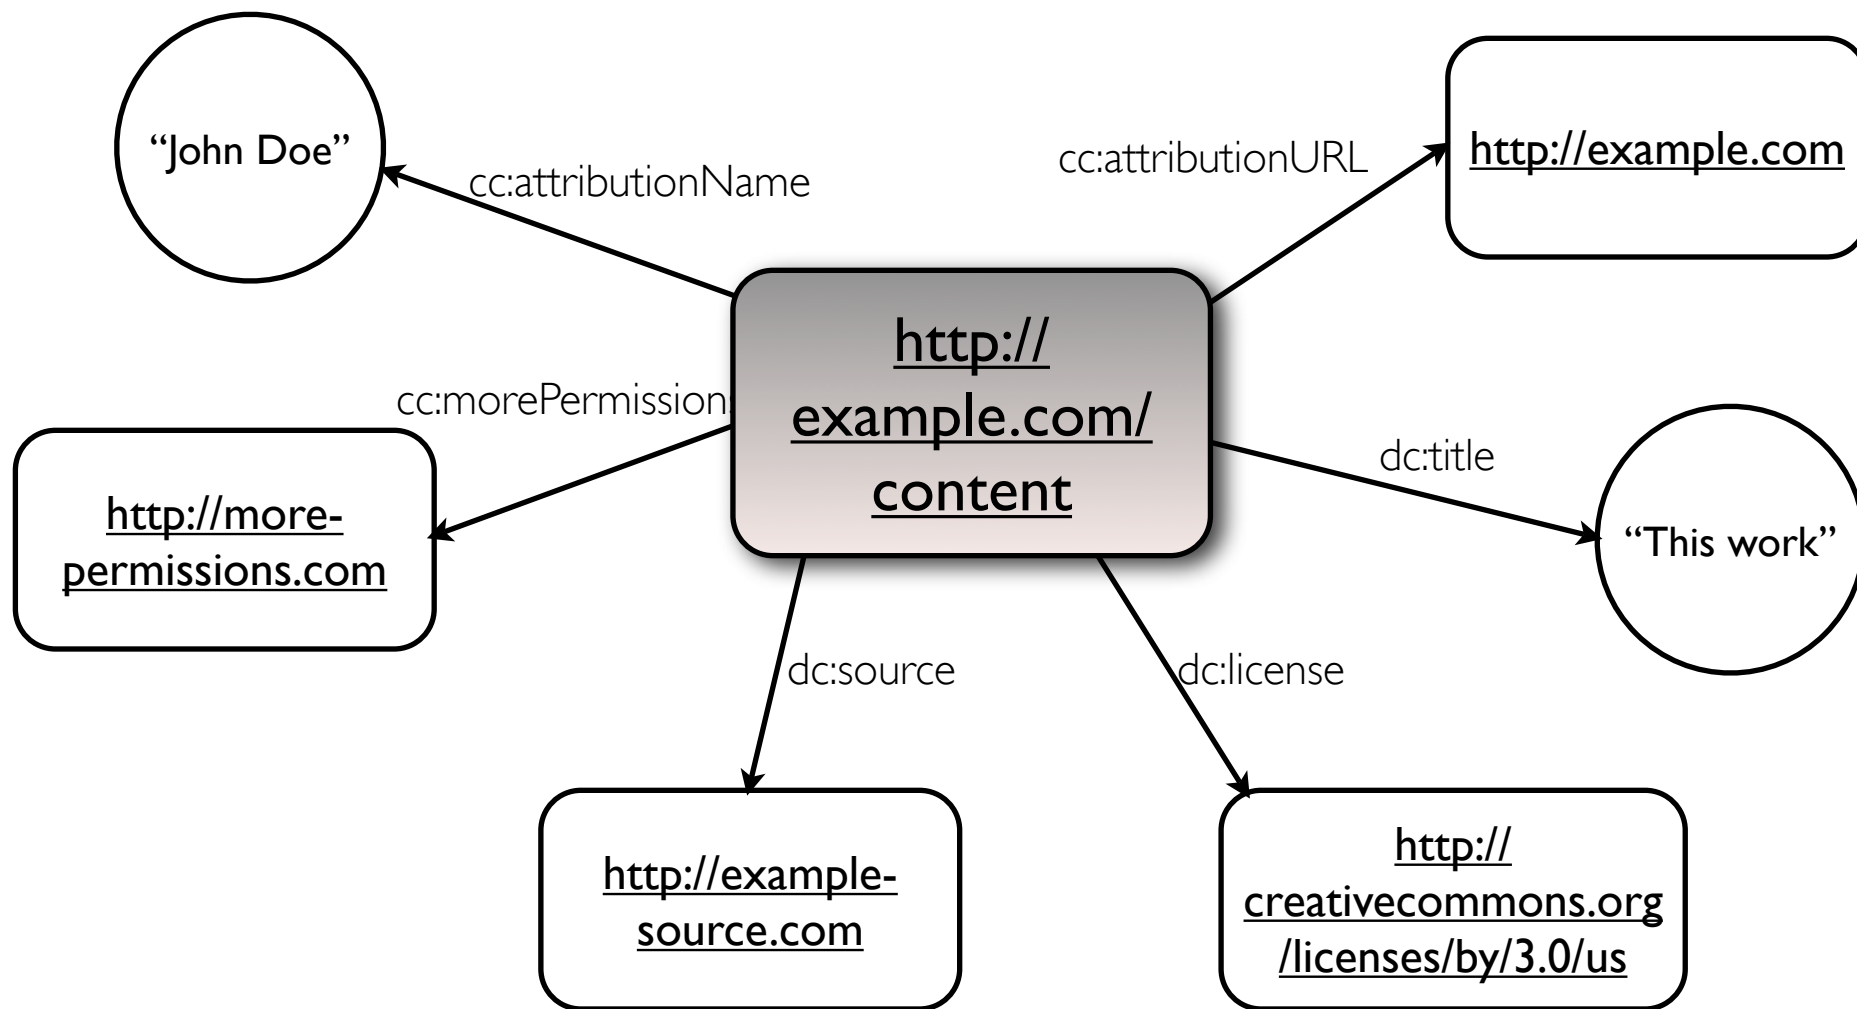 “John Doe”
cc:attributionName
cc:attributionURL
http://example.com
http://
example.com/
content
cc:morePermissions
http://more-
permissions.com
dc:title
“This work”
dc:source
dc:license
http://example-
source.com
http://
creativecommons.org
/licenses/by/3.0/us